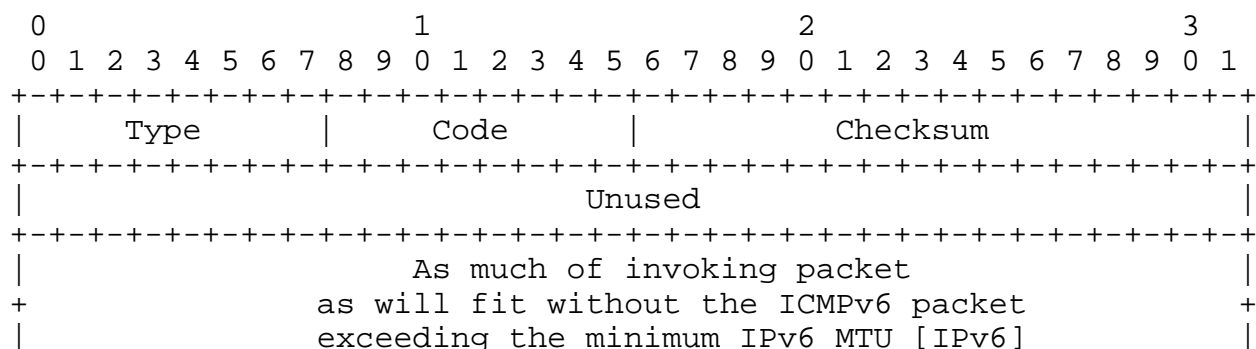 0                   1                   2                   3
 0 1 2 3 4 5 6 7 8 9 0 1 2 3 4 5 6 7 8 9 0 1 2 3 4 5 6 7 8 9 0 1
+-+-+-+-+-+-+-+-+-+-+-+-+-+-+-+-+-+-+-+-+-+-+-+-+-+-+-+-+-+-+-+-+
|     Type      |     Code      |          Checksum             |
+-+-+-+-+-+-+-+-+-+-+-+-+-+-+-+-+-+-+-+-+-+-+-+-+-+-+-+-+-+-+-+-+
|                             Unused                            |
+-+-+-+-+-+-+-+-+-+-+-+-+-+-+-+-+-+-+-+-+-+-+-+-+-+-+-+-+-+-+-+-+
|                    As much of invoking packet                 |
+               as will fit without the ICMPv6 packet           +
|               exceeding the minimum IPv6 MTU [IPv6]           |